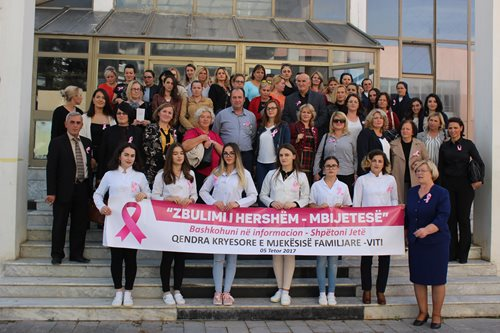 "ZBULIMI I HERSHËM - MBIJETESË"
Bashkohuni në informacion - Shpëtoni Jetë
QENDRA KRYESORE E MJEKËSISË FAMILJARE -VITI
05 Tetor 2017